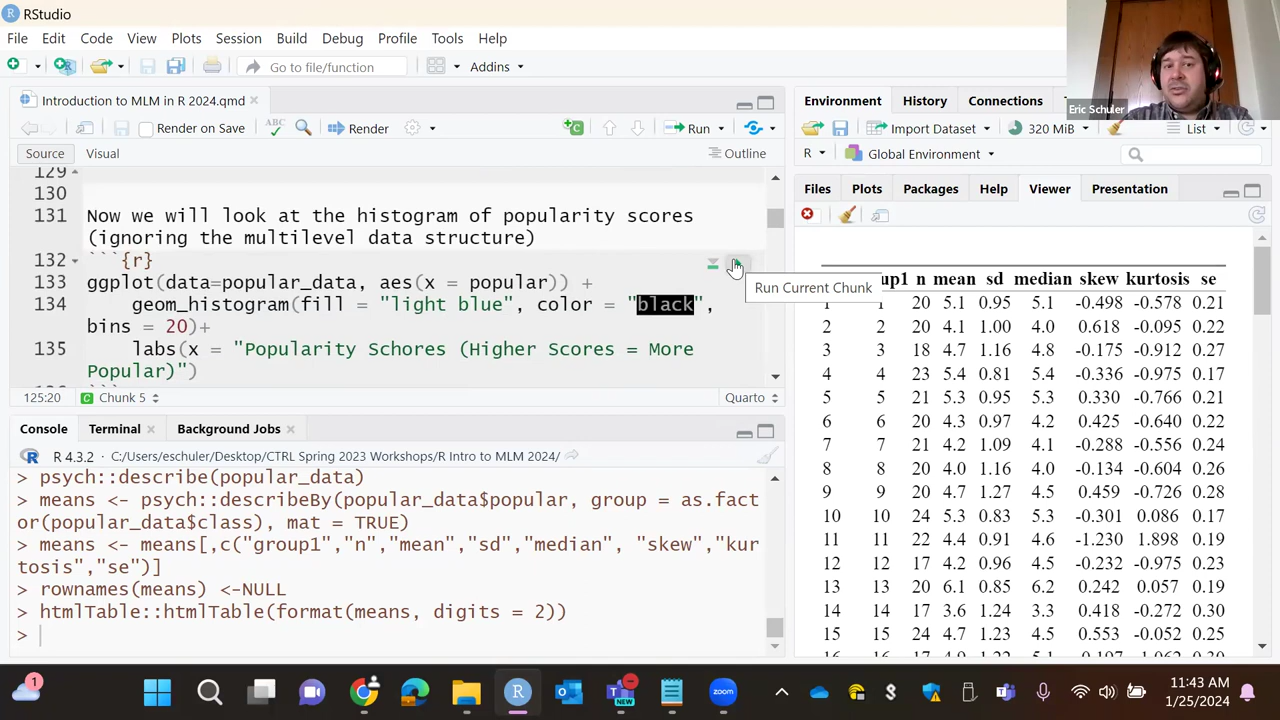 RStudio
File Edit Code View Plots Session Build Debug Profile Tools Help
Go to file/function Addins
Eric Schuler
Introduction to MLM in R 2024.qmd
Render on Save ABC Render Run
Source Visual Outline
129
130
131 Now we will look at the histogram of popularity scores
(ignoring the multilevel data structure)
132 ```{r}
133 ggplot(data=popular_data, aes(x = popular)) +
134 geom_histogram(fill = "light blue", color = "black",
bins = 20)+
135 labs(x = "Popularity Schores (Higher Scores = More
Popular)")
Run Current Chunk
125:20 Chunk 5 Quarto
Console Terminal Background Jobs
R 4.3.2 · C:/Users/eschuler/Desktop/CTRL Spring 2023 Workshops/R Intro to MLM 2024/
> psych::describe(popular_data)
> means <- psych::describeBy(popular_data$popular, group = as.fact
or(popular_data$class), mat = TRUE)
> means <- means[,c("group1","n","mean","sd","median", "skew","kur
tosis","se")]
> rownames(means) <-NULL
> htmlTable::htmlTable(format(means, digits = 2))
>
Environment History Connections
Import Dataset 320 MiB List
R Global Environment
Files Plots Packages Help Viewer Presentation
up1 n mean sd median skew kurtosis se
1 1 20 5.1 0.95 5.1 -0.498 -0.578 0.21
2 2 20 4.1 1.00 4.0 0.618 -0.095 0.22
3 3 18 4.7 1.16 4.8 -0.175 -0.912 0.27
4 4 23 5.4 0.81 5.4 -0.336 -0.975 0.17
5 5 21 5.3 0.95 5.3 0.330 -0.766 0.21
6 6 20 4.3 0.97 4.2 0.425 -0.640 0.22
7 7 21 4.2 1.09 4.1 -0.288 -0.556 0.24
8 8 20 4.0 1.16 4.0 -0.134 -0.604 0.26
9 9 20 4.7 1.27 4.5 0.459 -0.726 0.28
10 10 24 5.3 0.83 5.3 -0.301 0.086 0.17
11 11 22 4.4 0.91 4.6 -1.230 1.898 0.19
12 12 17 4.2 0.96 4.5 -0.232 -0.975 0.23
13 13 20 6.1 0.85 6.2 0.242 0.057 0.19
14 14 17 3.6 1.24 3.3 0.418 -0.272 0.30
15 15 24 4.7 1.23 4.5 0.553 -0.052 0.25
1 NEW zoom 11:43 AM
1/25/2024